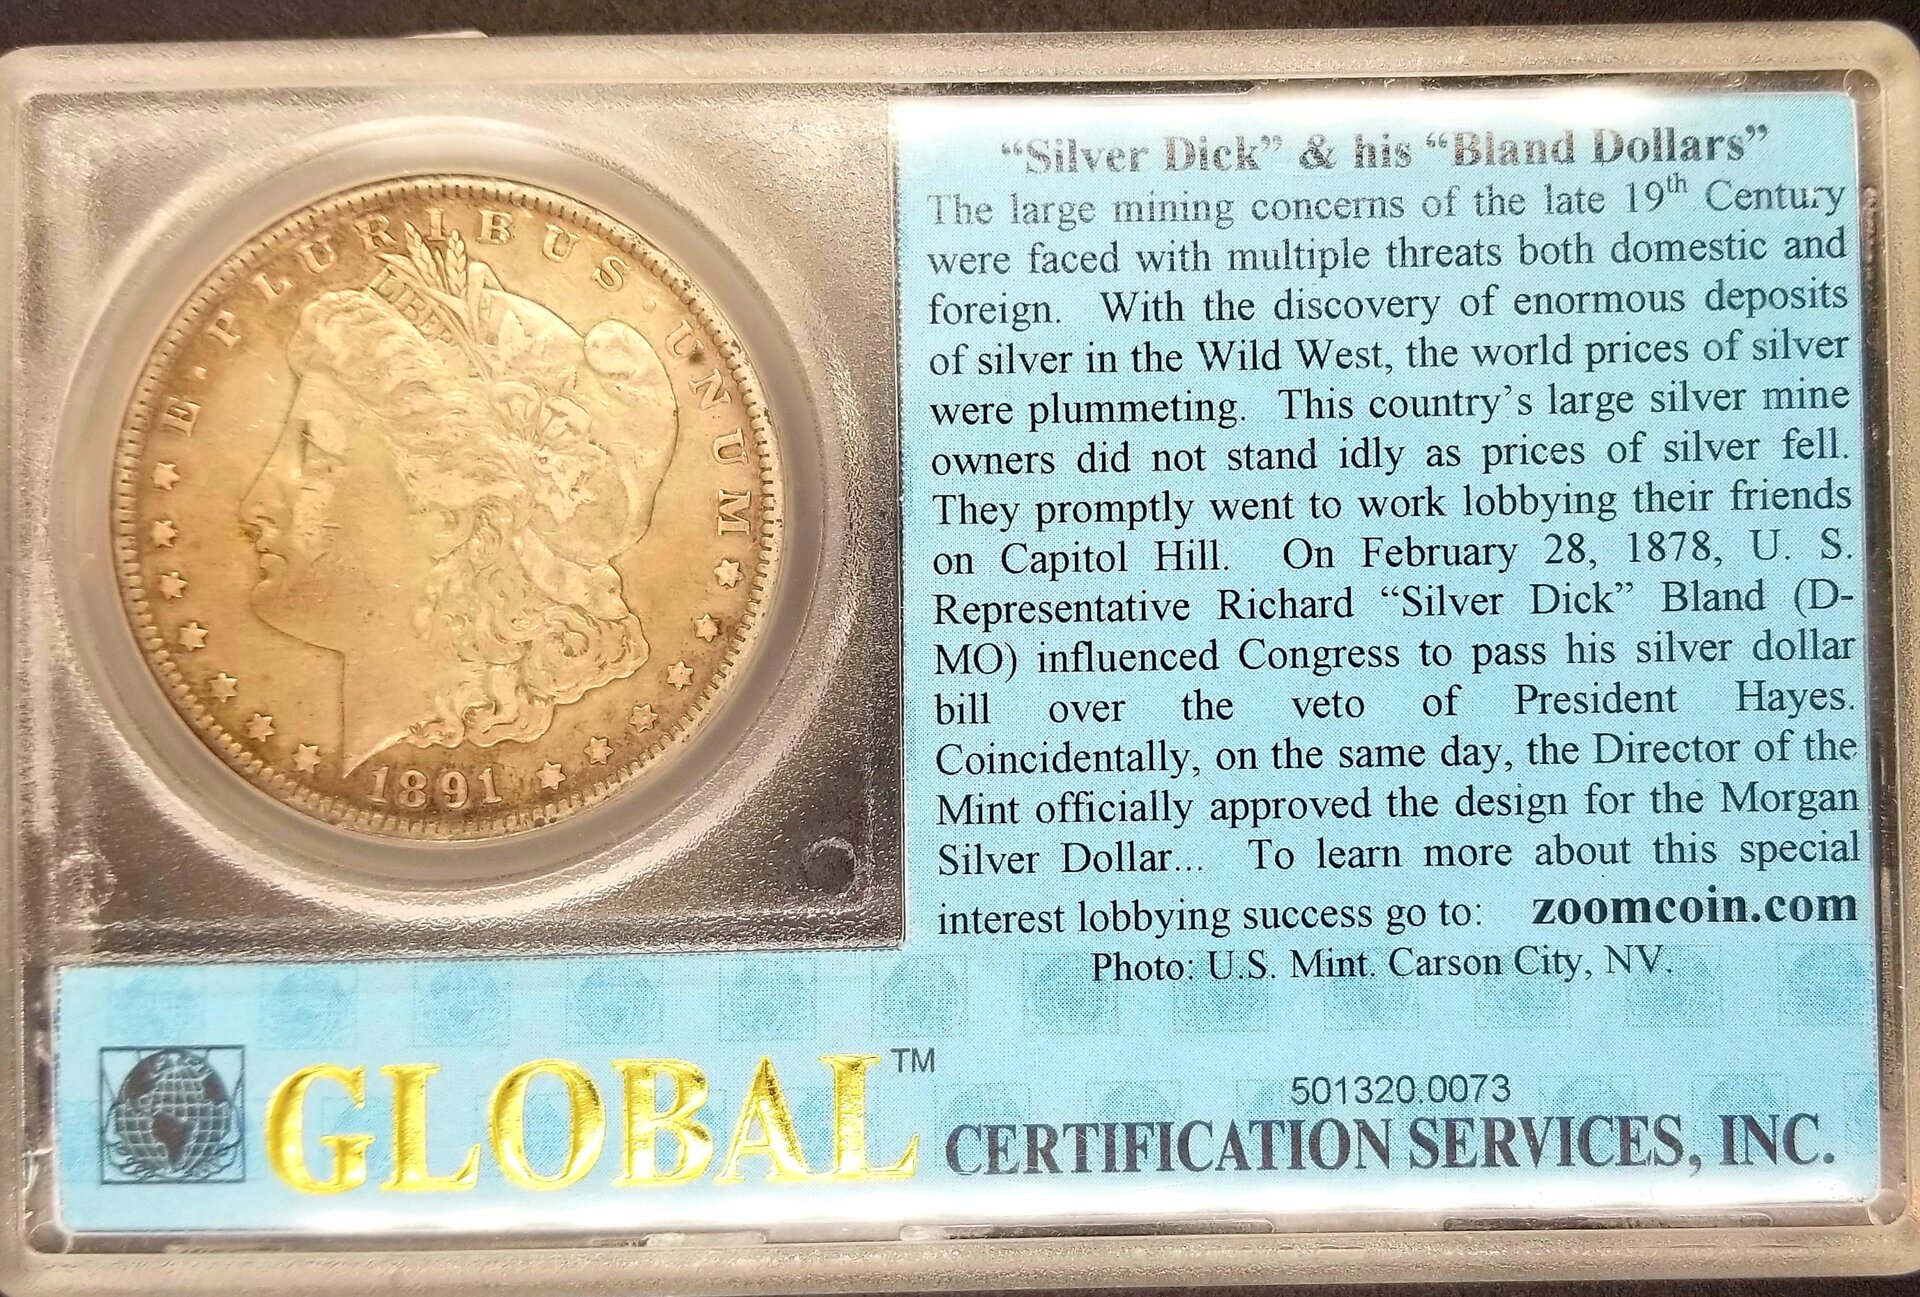 E · PLURIBUS · UNUM
LIBERTY
1891
“Silver Dick” & his “Bland Dollars”
The large mining concerns of the late 19th Century
were faced with multiple threats both domestic and
foreign. With the discovery of enormous deposits
of silver in the Wild West, the world prices of silver
were plummeting. This country’s large silver mine
owners did not stand idly as prices of silver fell.
They promptly went to work lobbying their friends
on Capitol Hill. On February 28, 1878, U. S.
Representative Richard “Silver Dick” Bland (D-
MO) influenced Congress to pass his silver dollar
bill over the veto of President Hayes.
Coincidentally, on the same day, the Director of the
Mint officially approved the design for the Morgan
Silver Dollar... To learn more about this special
interest lobbying success go to: zoomcoin.com
Photo: U.S. Mint. Carson City, NV.
GLOBAL™
501320.0073
CERTIFICATION SERVICES, INC.